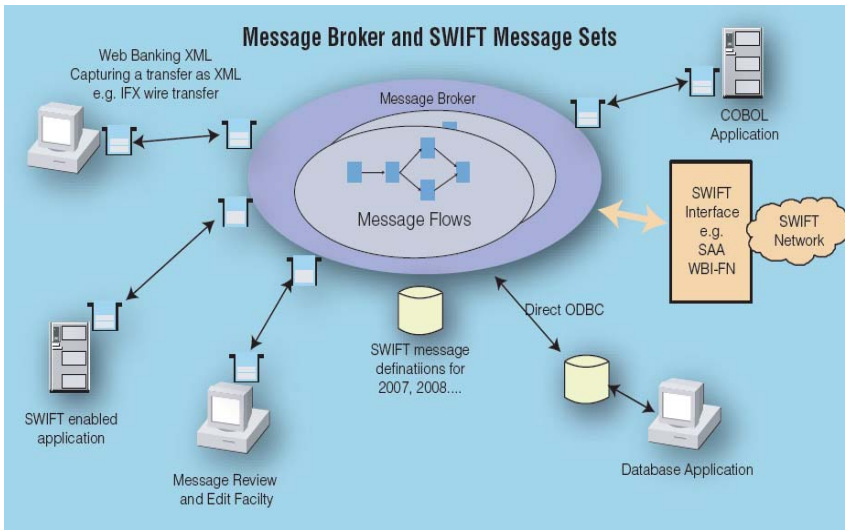 Message Broker and SWIFT Message Sets
Web Banking XML
Capturing a transfer as XML
e.g. IFX wire transfer
Message Broker
Message Flows
COBOL
Application
SWIFT
Interface
e.g.
SAA
WBI-FN
SWIFT
Network
Direct ODBC
SWIFT message
definatiions for
2007, 2008....
SWIFT enabled
application
Message Review
and Edit Facilty
Database Application